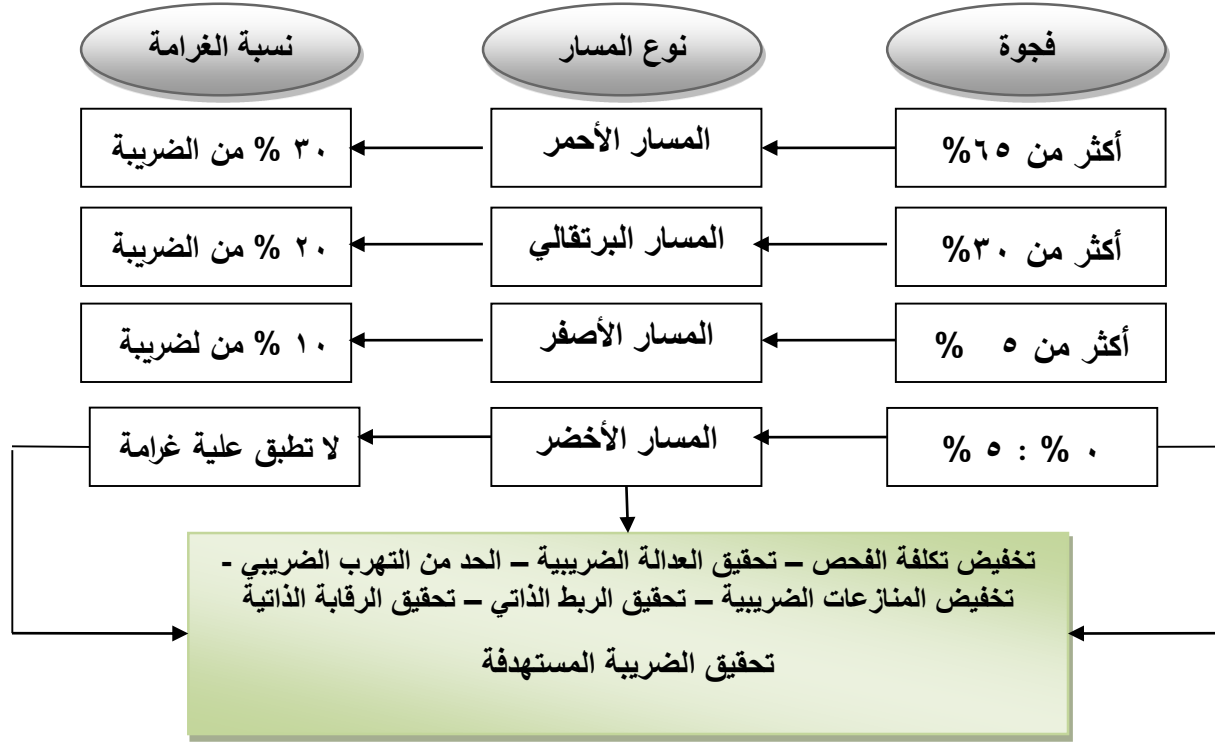 فجوة
نوع المسار
نسبة الغرامة
أكثر من ٦٥%
المسار الأحمر
٣٠ % من الضريبة
أكثر من ٣٠%
المسار البرتقالي
٢٠ % من الضريبة
أكثر من ٥ %
المسار الأصفر
١٠ % من لضريبة
٠ % : ٥ %
المسار الأخضر
لا تطبق علية غرامة
تخفيض تكلفة الفحص – تحقيق العدالة الضريبية – الحد من التهرب الضريبي -
تخفيض المنازعات الضريبية – تحقيق الربط الذاتي – تحقيق الرقابة الذاتية
تحقيق الضريبة المستهدفة